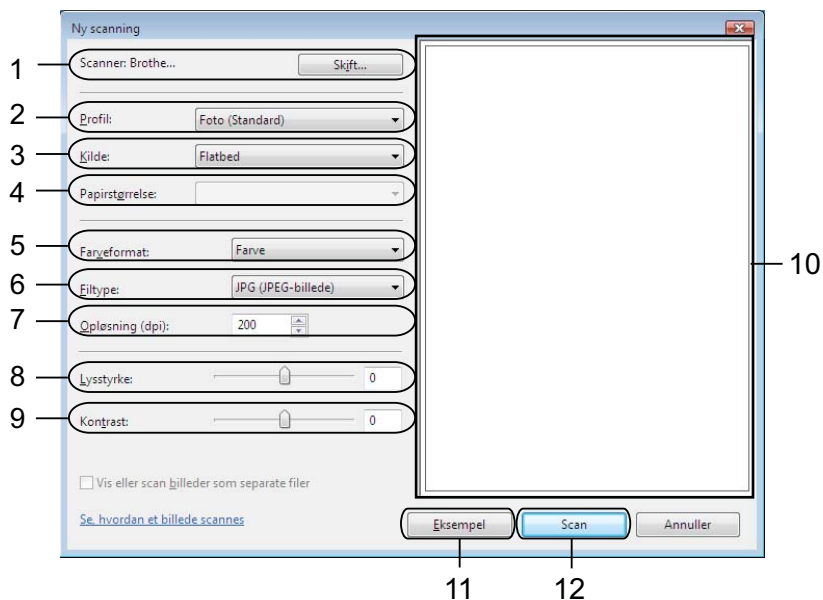 Ny scanning
1 Scanner: Brothe... Skift...
2 Profil: Foto (Standard)
3 Kilde: Flatbed
4 Papirstørrelse:
5 Farveformat: Farve
6 Filtype: JPG (JPEG-billede)
7 Opløsning (dpi): 200
8 Lysstyrke: 0
9 Kontrast: 0
10
Vis eller scan billeder som separate filer
Se, hvordan et billede scannes
Eksempel Scan Annuller
11 12